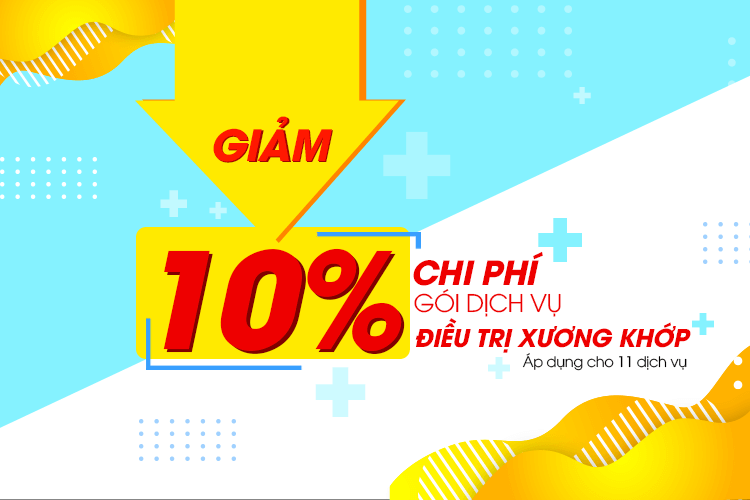 GIẢM
10%
CHI PHÍ
GÓI DỊCH VỤ
ĐIỀU TRỊ XƯƠNG KHỚP
Áp dụng cho 11 dịch vụ